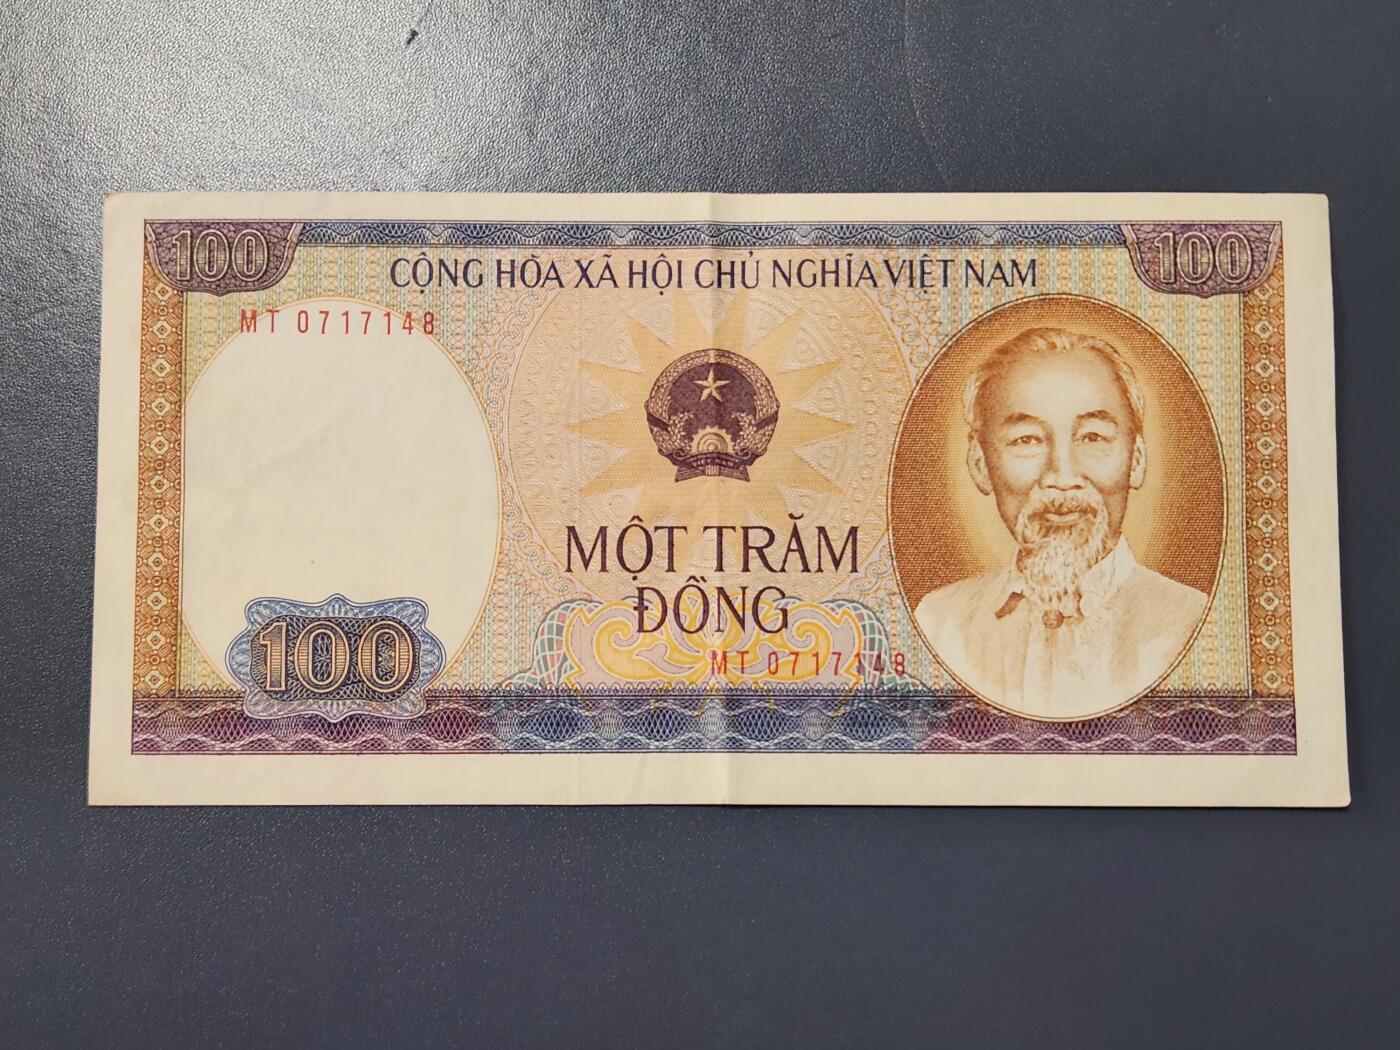 100
100
CỘNG HÒA XÃ HỘI CHỦ NGHĨA VIỆT NAM
MT 0717148
MỘT TRĂM
ĐỒNG
100
MT 0717148